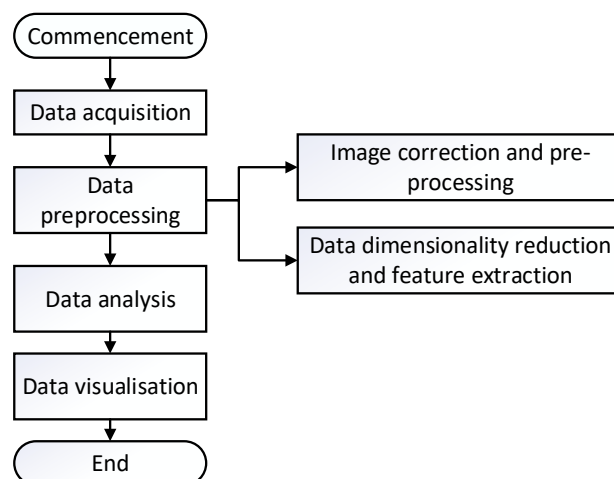 Commencement
Data acquisition
Data
preprocessing
Image correction and pre-
processing
Data dimensionality reduction
and feature extraction
Data analysis
Data visualisation
End